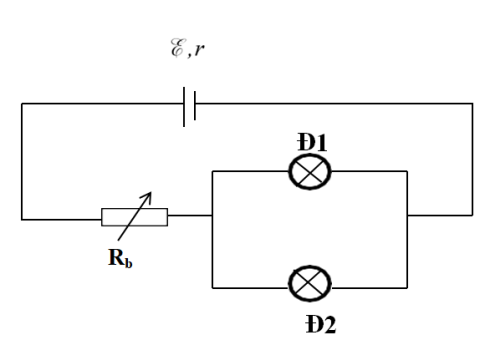 ℰ,r
Đ1
R_b
Đ2